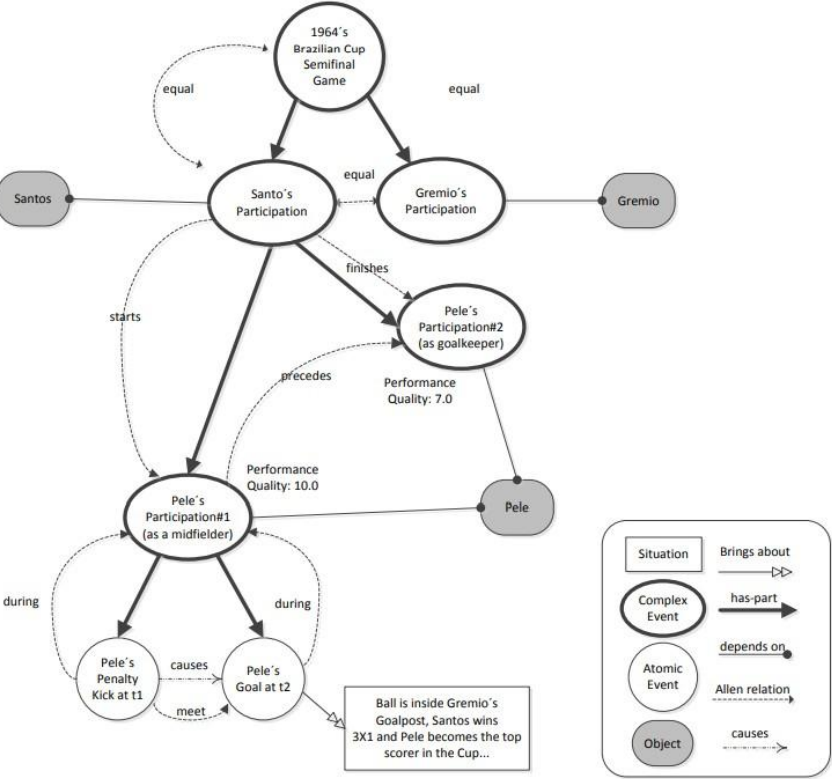 1964´s
Brazilian Cup
Semifinal
Game
equal
equal
Santos
Santo´s
Participation
equal
Gremio´s
Participation
Gremio
finishes
starts
Pele´s
Participation#2
(as goalkeeper)
precedes
Performance
Quality: 7.0
Performance
Quality: 10.0
Pele´s
Participation#1
(as a midfielder)
Pele
during
during
Pele´s
Penalty
Kick at t1
causes
meet
Pele´s
Goal at t2
Ball is inside Gremio´s
Goalpost, Santos wins
3X1 and Pele becomes the top
scorer in the Cup...
Situation
Brings about
Complex
Event
has-part
Atomic
Event
depends on
Allen relation
Object
causes